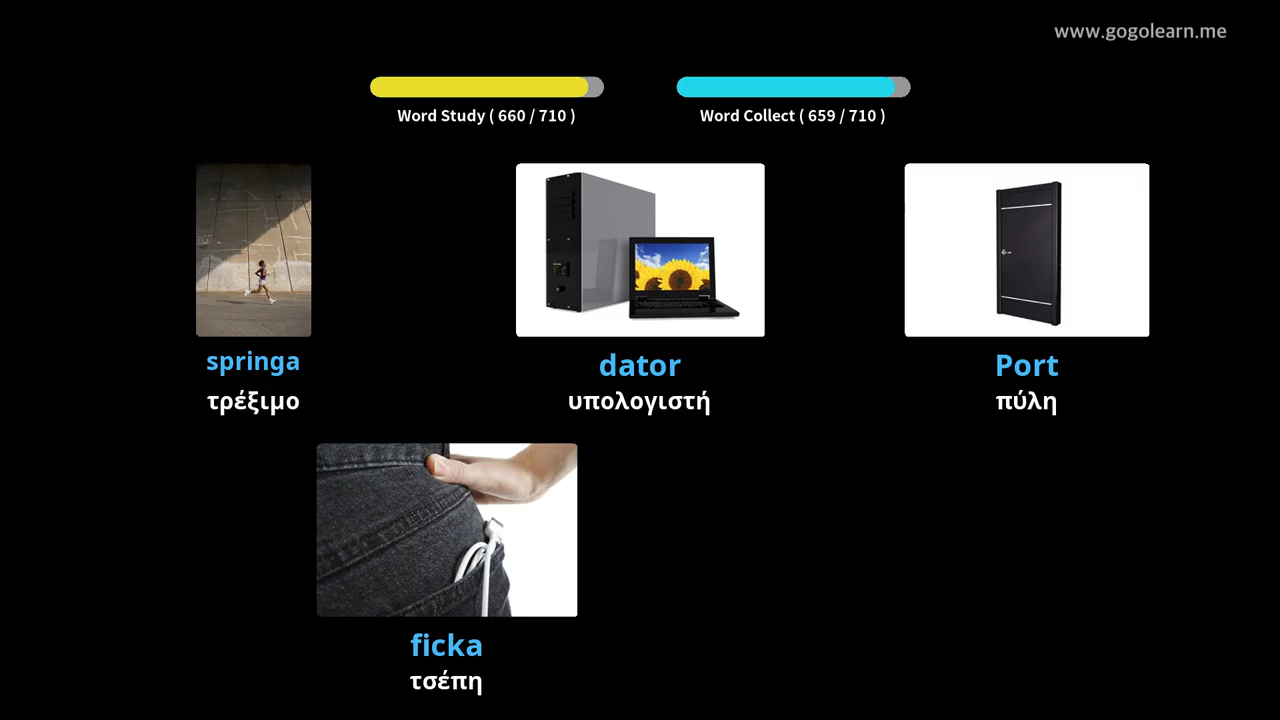 www.gogolearn.me
Word Study ( 660 / 710 )
Word Collect ( 659 / 710 )
springa
τρέξιμο
dator
υπολογιστή
Port
πύλη
ficka
τσέπη